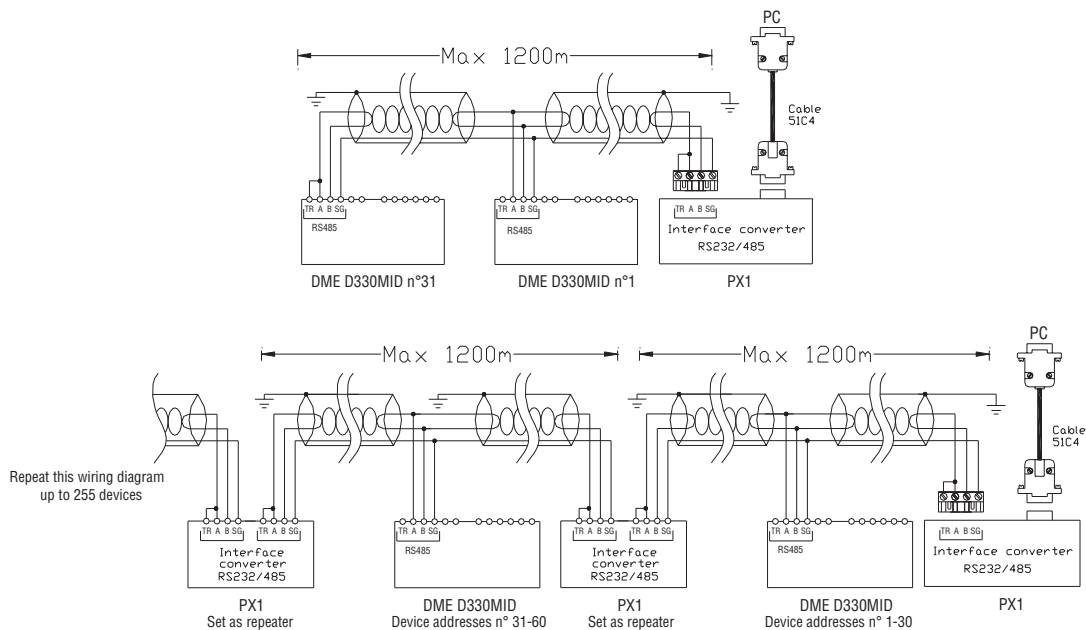 PC
Max 1200m
Cable
51C4
TR A B SG
RS485
TR A B SG
RS485
TR A B SG
Interface converter
RS232/485
DME D330MID n°31
DME D330MID n°1
PX1
PC
Max 1200m
Max 1200m
Cable
51C4
Repeat this wiring diagram
up to 255 devices
TR A B SG
TR A B SG
Interface
converter
RS232/485
TR A B SG
RS485
TR A B SG
TR A B SG
Interface
converter
RS232/485
TR A B SG
RS485
TR A B SG
Interface converter
RS232/485
PX1
Set as repeater
DME D330MID
Device addresses n° 31-60
PX1
Set as repeater
DME D330MID
Device addresses n° 1-30
PX1